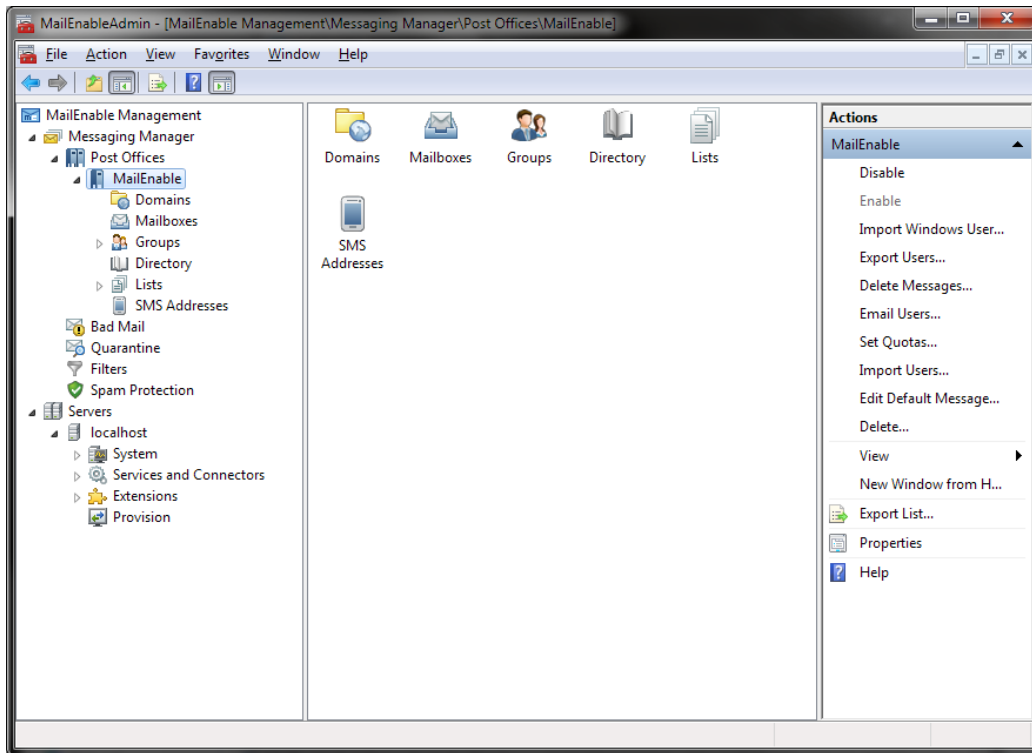 MailEnableAdmin - [MailEnable Management\Messaging Manager\Post Offices\MailEnable]
File Action View Favorites Window Help
MailEnable Management
Messaging Manager
Post Offices
MailEnable
Domains
Mailboxes
Groups
Directory
Lists
SMS Addresses
Bad Mail
Quarantine
Filters
Spam Protection
Servers
localhost
System
Services and Connectors
Extensions
Provision
Domains Mailboxes Groups Directory Lists
SMS
Addresses
Actions
MailEnable
Disable
Enable
Import Windows User...
Export Users...
Delete Messages...
Email Users...
Set Quotas...
Import Users...
Edit Default Message...
Delete...
View
New Window from H...
Export List...
Properties
Help